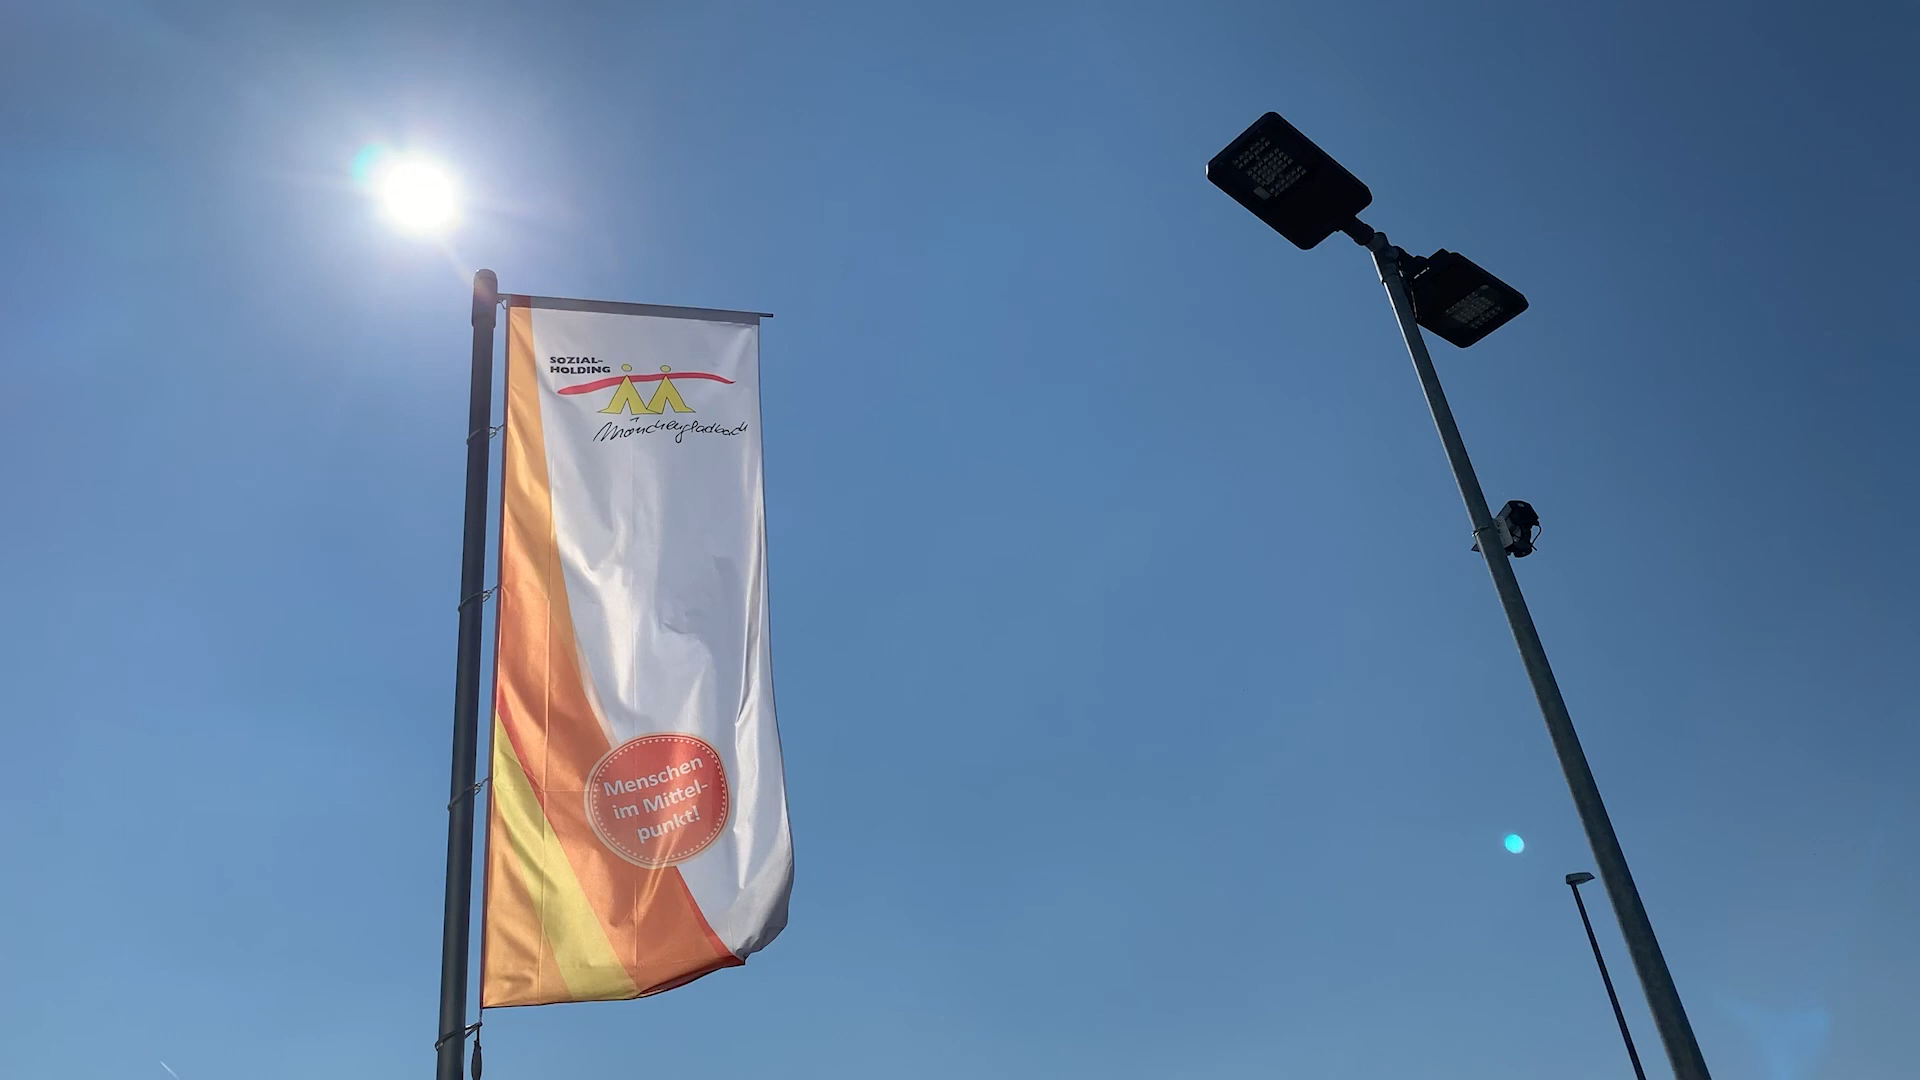 SOZIAL-
HOLDING
Mönchengladbach
Menschen
im Mittel-
punkt!